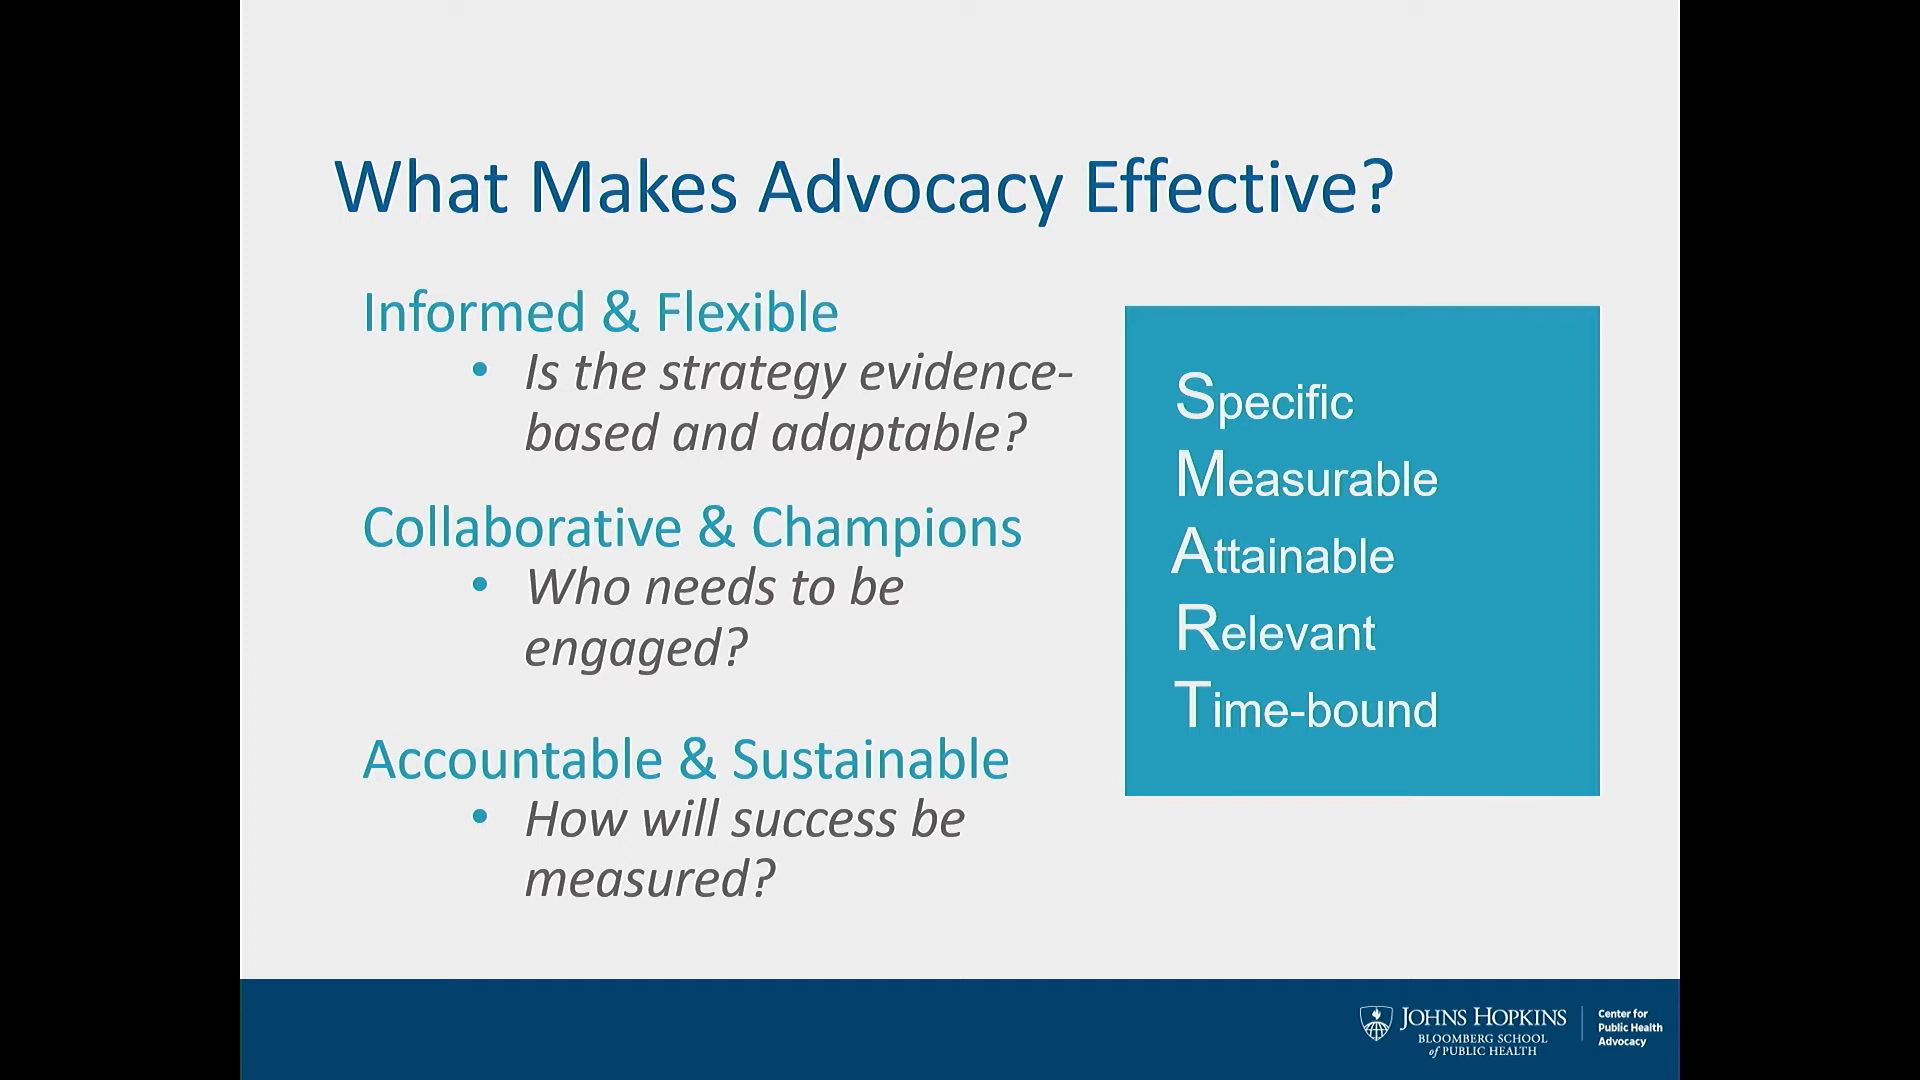 What Makes Advocacy Effective?
Informed & Flexible
• Is the strategy evidence-
based and adaptable?
Collaborative & Champions
• Who needs to be
engaged?
Accountable & Sustainable
• How will success be
measured?
Specific
Measurable
Attainable
Relevant
Time-bound
JOHNS HOPKINS
BLOOMBERG SCHOOL
of PUBLIC HEALTH
Center for
Public Health
Advocacy